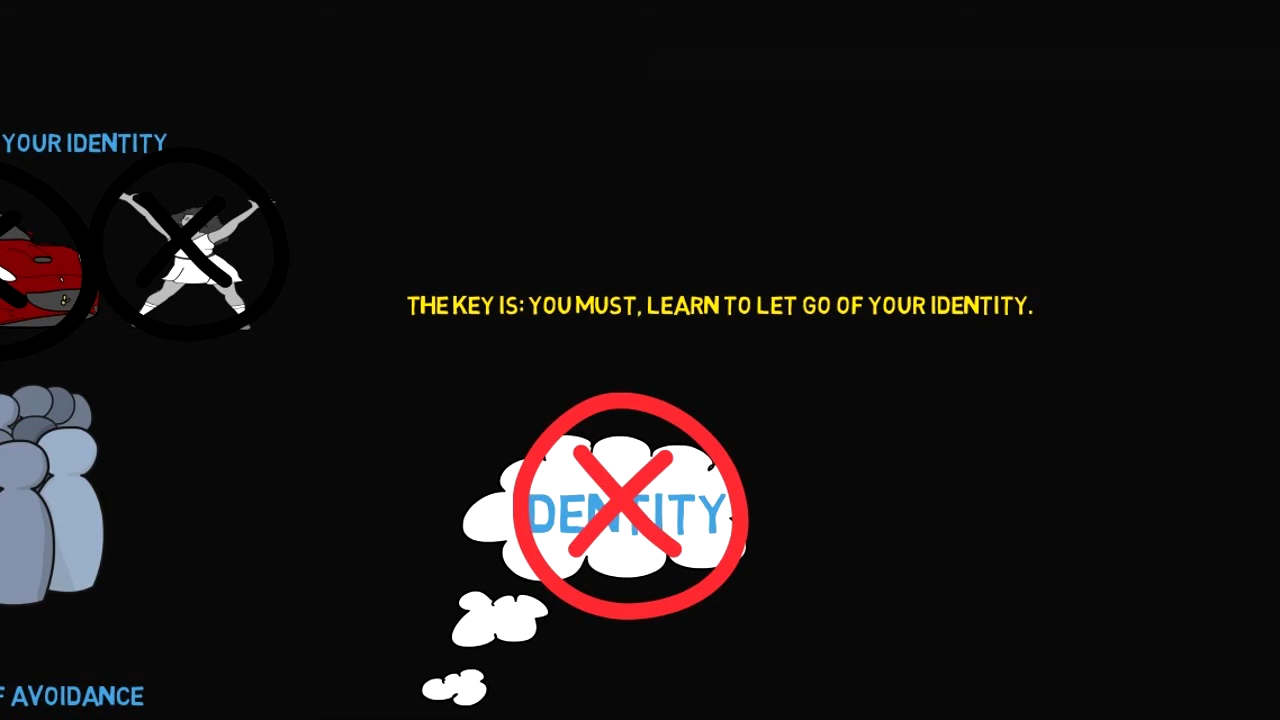 YOUR IDENTITY
THE KEY IS: YOU MUST, LEARN TO LET GO OF YOUR IDENTITY.
DENTITY
F AVOIDANCE